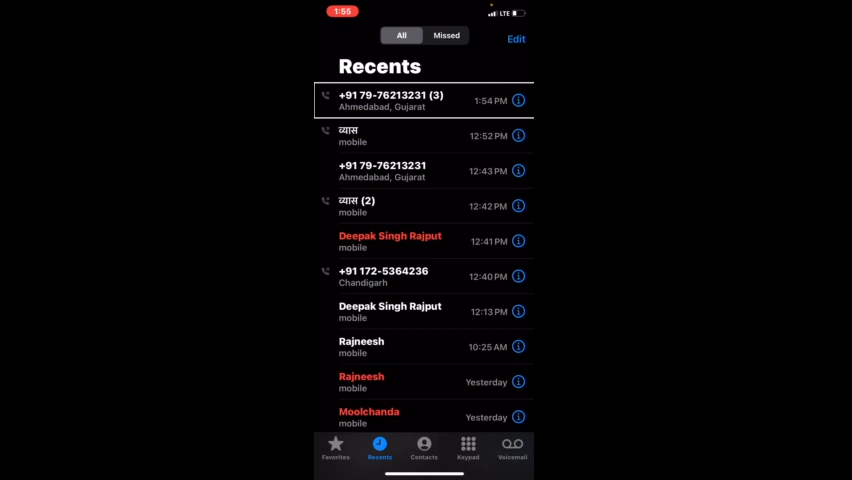 1:55
LTE
All
Missed
Edit
Recents
+91 79-76213231 (3)
Ahmedabad, Gujarat
1:54 PM
व्यास
mobile
12:52 PM
+91 79-76213231
Ahmedabad, Gujarat
12:43 PM
व्यास (2)
mobile
12:42 PM
Deepak Singh Rajput
mobile
12:41 PM
+91 172-5364236
Chandigarh
12:40 PM
Deepak Singh Rajput
mobile
12:13 PM
Rajneesh
mobile
10:25 AM
Rajneesh
mobile
Yesterday
Moolchanda
mobile
Yesterday
Favorites
Recents
Contacts
Keypad
Voicemail